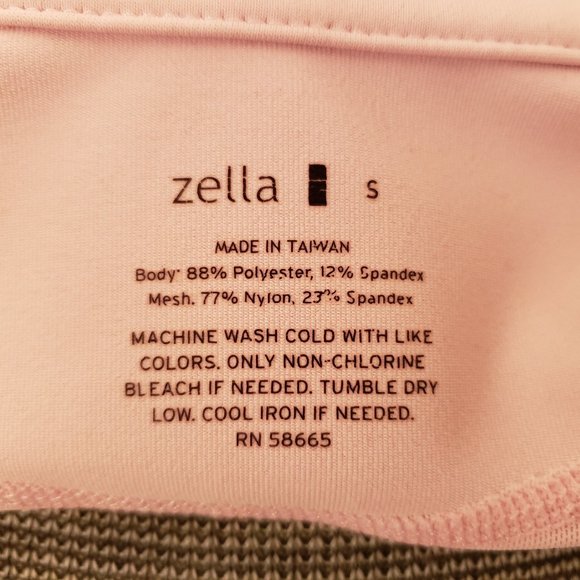 zella S
MADE IN TAIWAN
Body: 88% Polyester, 12% Spandex
Mesh. 77% Nylon, 23% Spandex
MACHINE WASH COLD WITH LIKE
COLORS. ONLY NON-CHLORINE
BLEACH IF NEEDED. TUMBLE DRY
LOW. COOL IRON IF NEEDED.
RN 58665